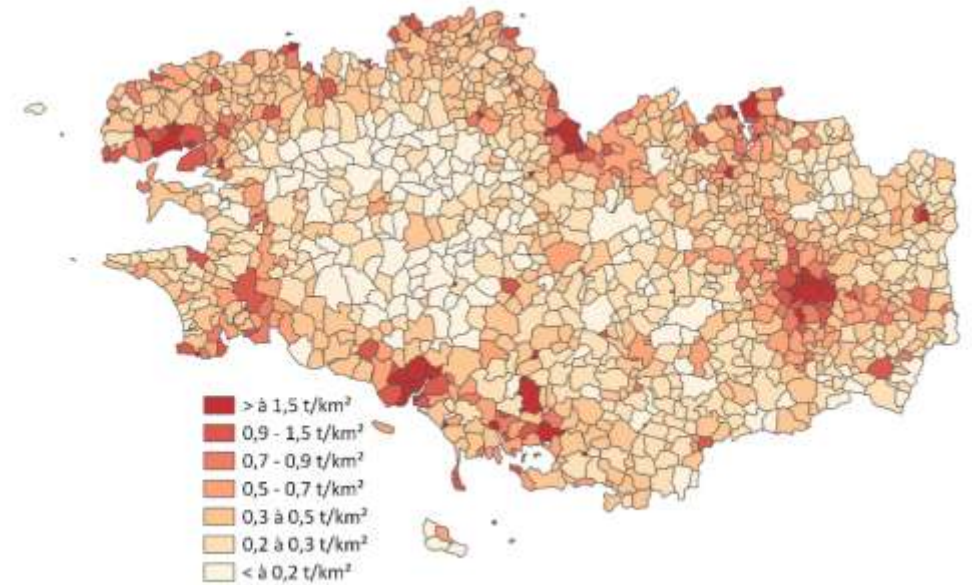 > à 1,5 t/km²
0,9 - 1,5 t/km²
0,7 - 0,9 t/km²
0,5 - 0,7 t/km²
0,3 à 0,5 t/km²
0,2 à 0,3 t/km²
< à 0,2 t/km²